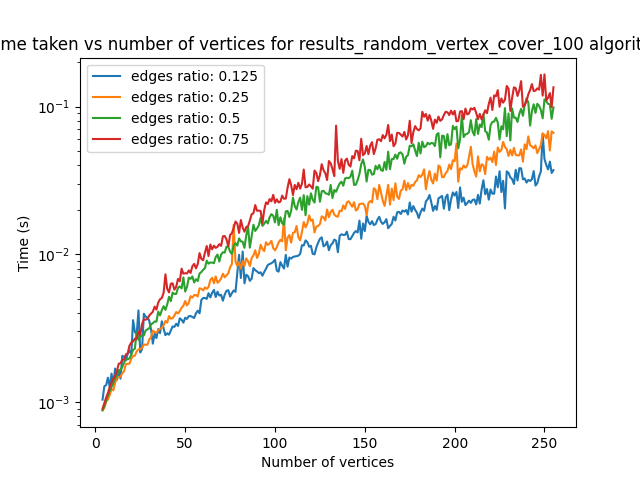 me taken vs number of vertices for results_random_vertex_cover_100 algorit
edges ratio: 0.125
edges ratio: 0.25
edges ratio: 0.5
edges ratio: 0.75
10⁻¹
10⁻²
10⁻³
Time (s)
0 50 100 150 200 250
Number of vertices